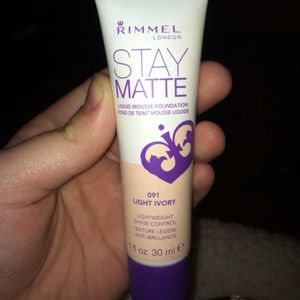 RIMMEL
LONDON
STAY
MATTE
LIQUID MOUSSE FOUNDATION
FOND DE TEINT MOUSSE LIQUIDE
091
LIGHT IVORY
LIGHTWEIGHT
SHINE CONTROL
TEXTURE LÉGÈRE,
ANTI-BRILLANCE
1 fl oz 30 ml e